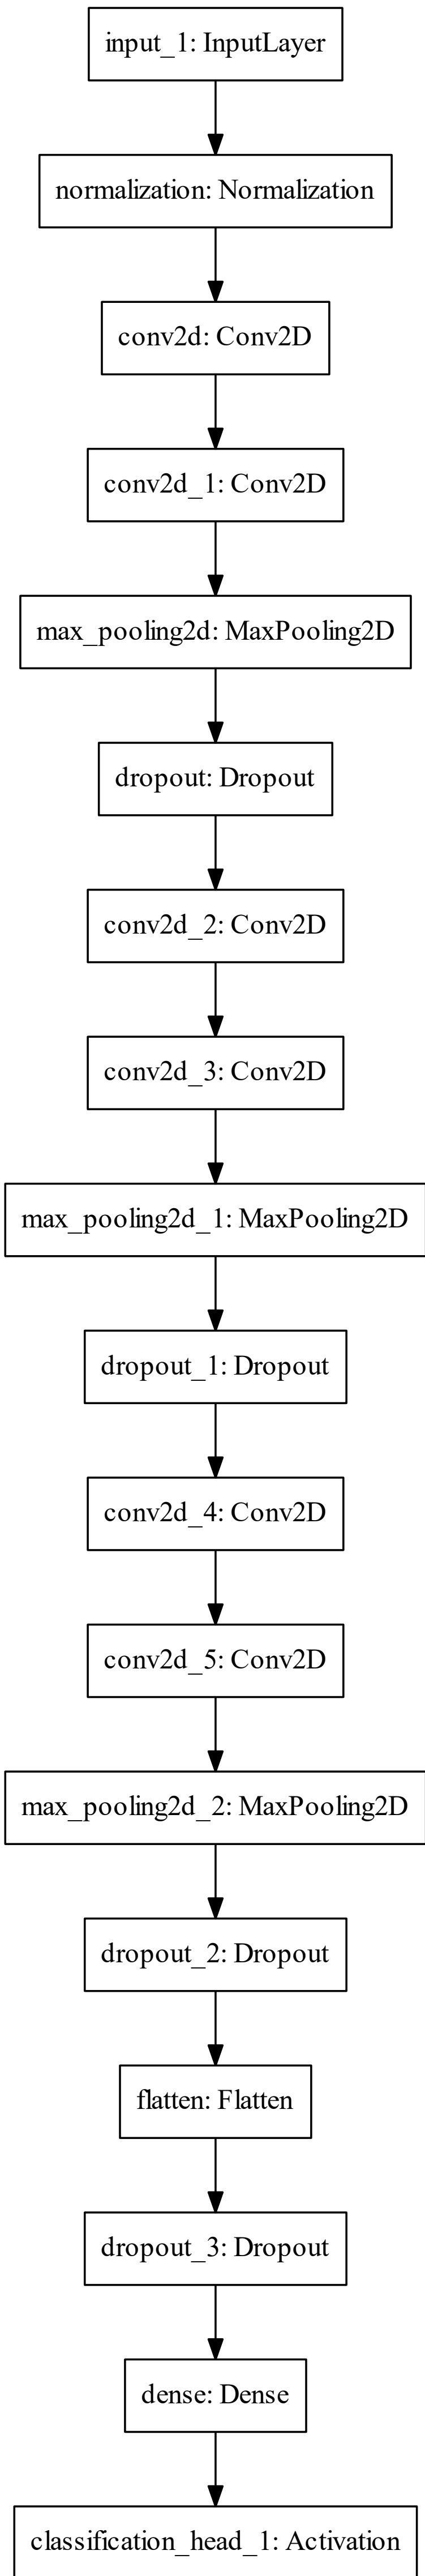 input_1: InputLayer
normalization: Normalization
conv2d: Conv2D
conv2d_1: Conv2D
max_pooling2d: MaxPooling2D
dropout: Dropout
conv2d_2: Conv2D
conv2d_3: Conv2D
max_pooling2d_1: MaxPooling2D
dropout_1: Dropout
conv2d_4: Conv2D
conv2d_5: Conv2D
max_pooling2d_2: MaxPooling2D
dropout_2: Dropout
flatten: Flatten
dropout_3: Dropout
dense: Dense
classification_head_1: Activation